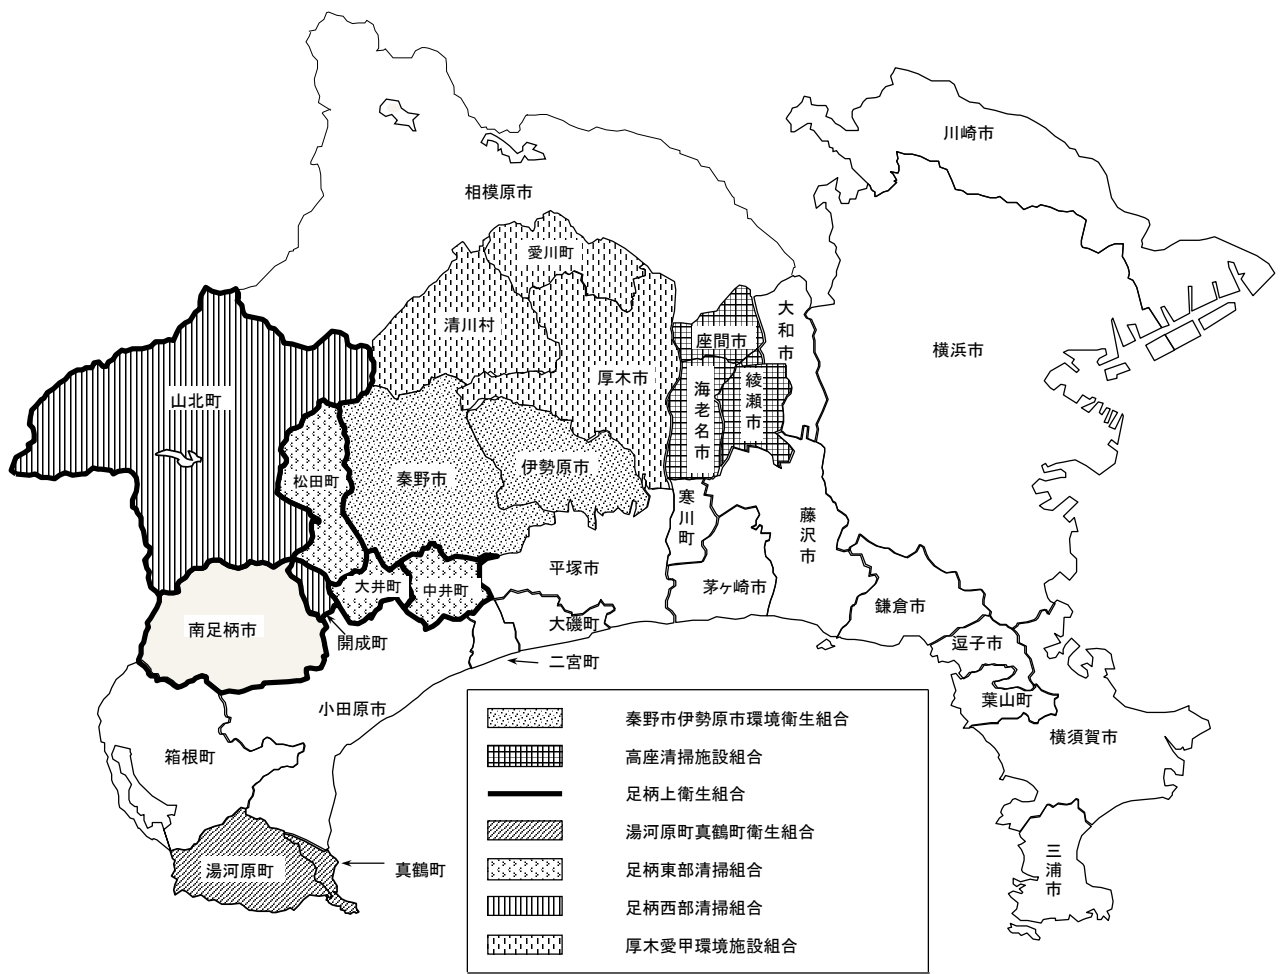 川崎市
相模原市
愛川町
清川村
大和市
座間市
横浜市
厚木市
海老名市
綾瀬市
山北町
秦野市
伊勢原市
松田町
寒川町
藤沢市
平塚市
大井町
中井町
茅ヶ崎市
鎌倉市
南足柄市
大磯町
開成町
逗子市
二宮町
葉山町
小田原市
横須賀市
箱根町
湯河原町
真鶴町
三浦市
秦野市伊勢原市環境衛生組合
高座清掃施設組合
足柄上衛生組合
湯河原町真鶴町衛生組合
足柄東部清掃組合
足柄西部清掃組合
厚木愛甲環境施設組合